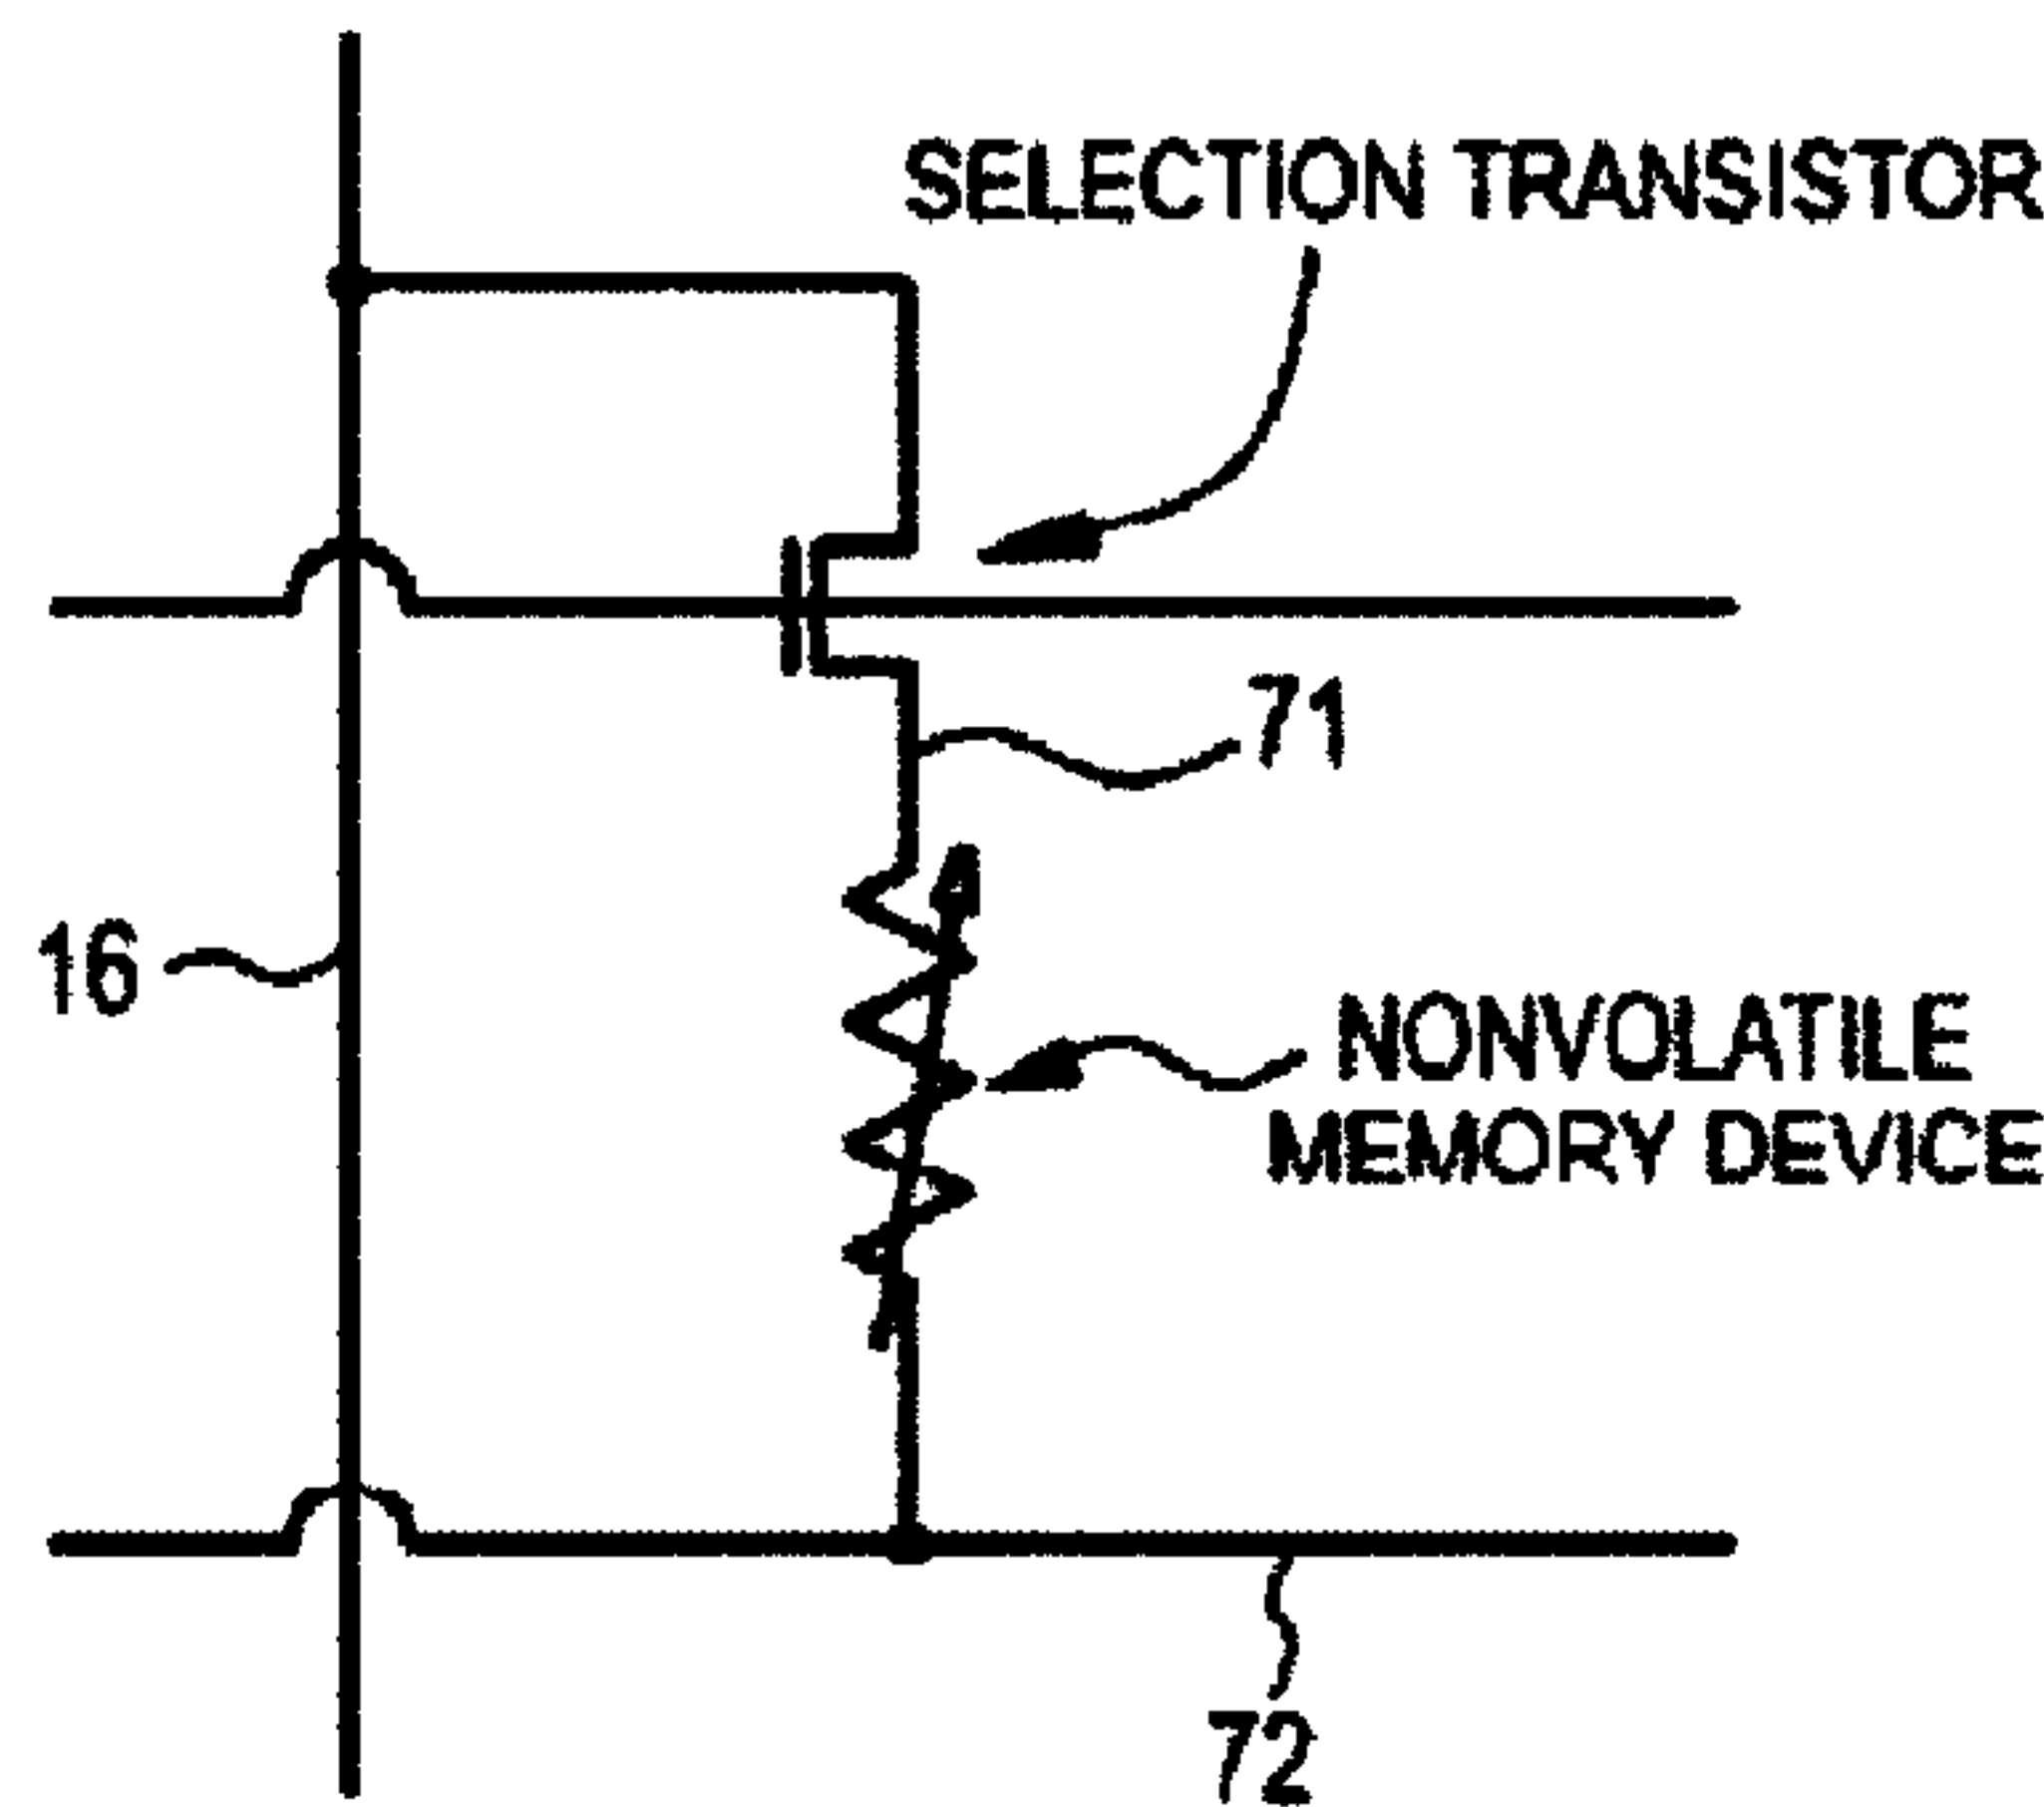 SELECTION TRANSISTOR
71
16
NONVOLATILE
MEMORY DEVICE
72